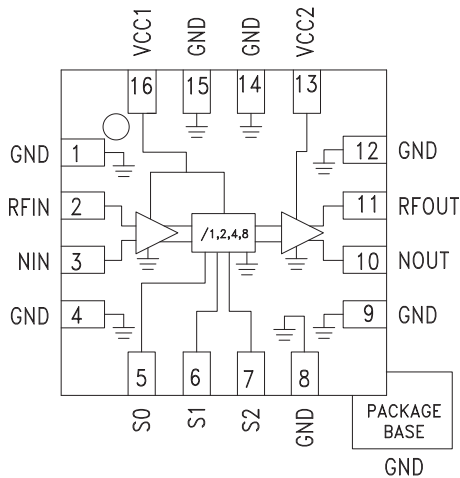 VCC1 GND GND VCC2
16 15 14 13
GND 1 12 GND
RFIN 2 11 RFOUT
/1,2,4,8
NIN 3 10 NOUT
GND 4 9 GND
5 6 7 8
S0 S1 S2 GND
PACKAGE
BASE
GND